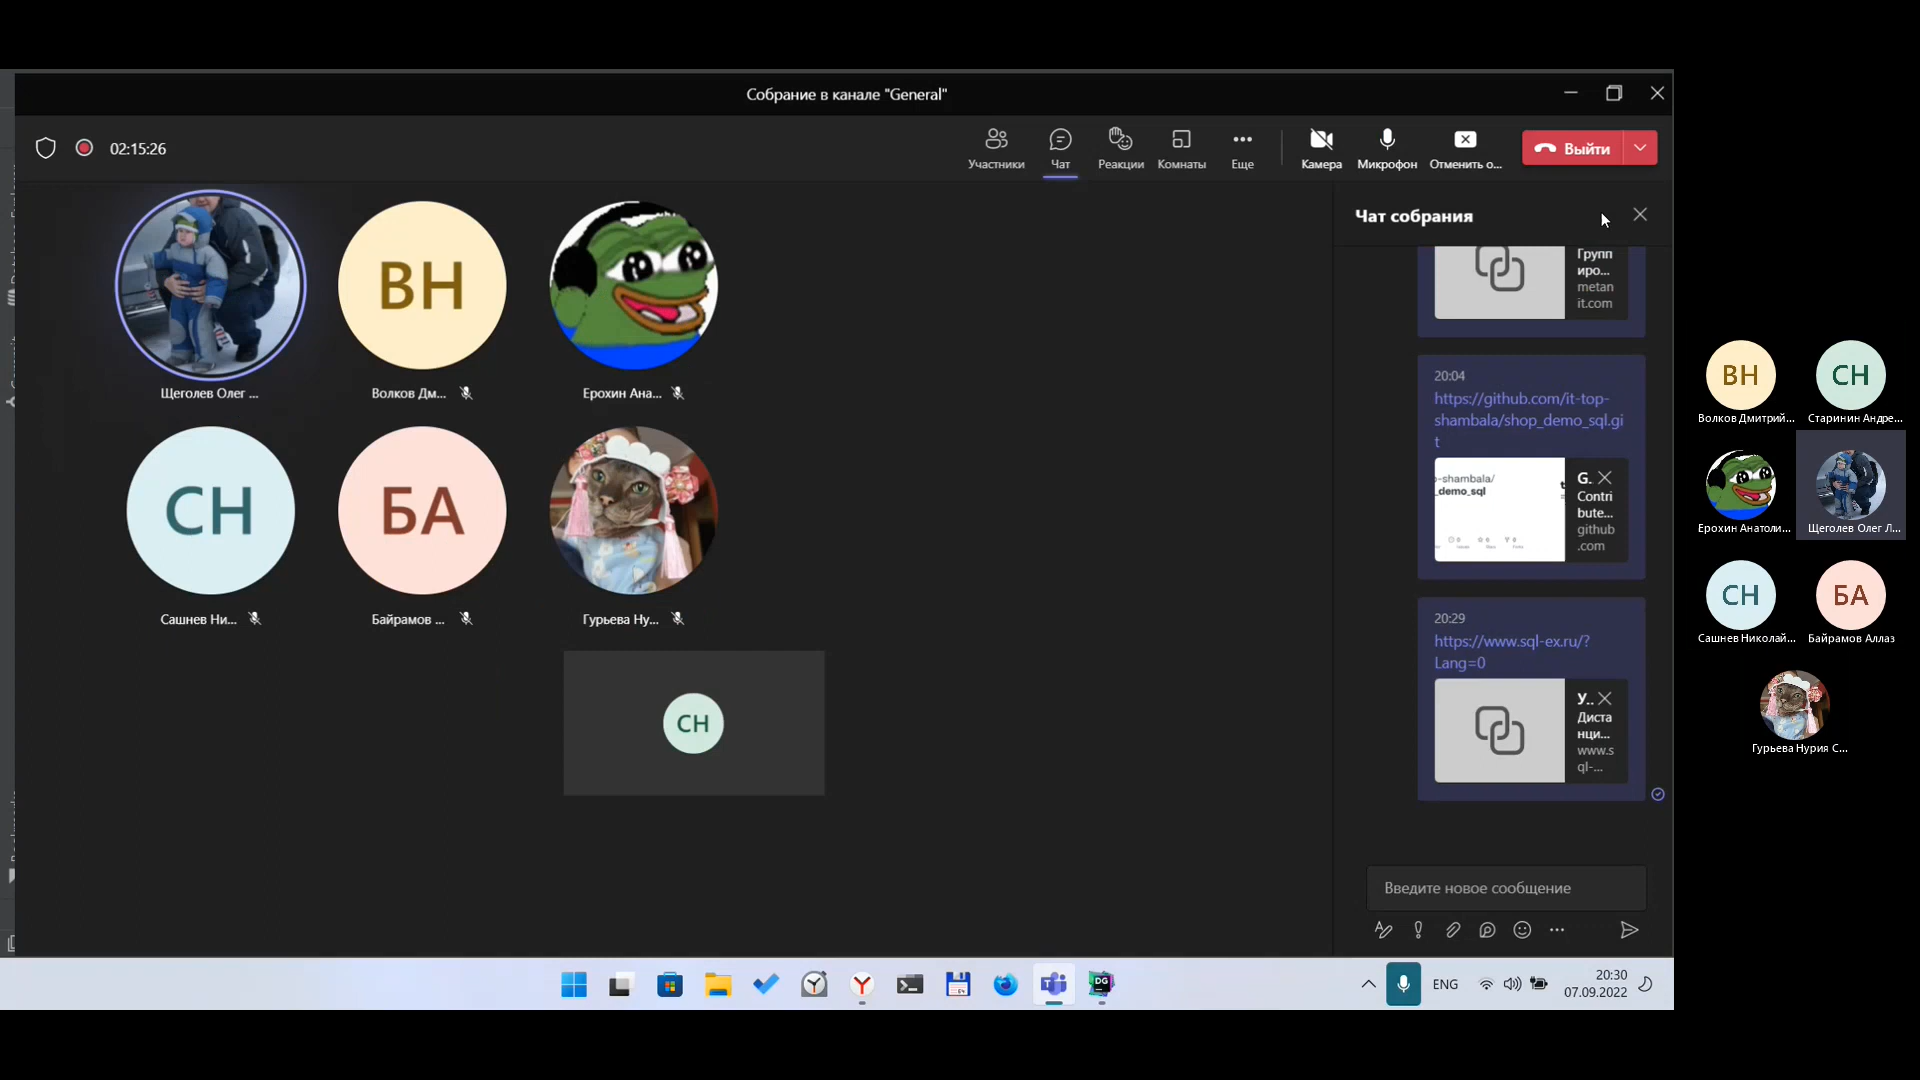 Собрание в канале "General"
02:15:26
Участники
Чат
Реакции
Комнаты
Еще
Камера
Микрофон
Отменить о...
Выйти
Щеголев Олег ...
ВН
Волков Дм...
Ерохин Ана...
СН
Сашнев Ни...
БА
Байрамов ...
Гурьева Ну...
СН
Чат собрания
Групп
иро...
metan
it.com
20:04
https://github.com/it-top-
shambala/shop_demo_sql.gi
t
-shambala/
_demo_sql
G.
Contri
bute...
github
.com
20:29
https://www.sql-ex.ru/?
Lang=0
У..
Диста
нци...
www.s
ql-...
Введите новое сообщение
ENG
20:30
07.09.2022
ВН
Волков Дмитрий...
СН
Старинин Андре...
Ерохин Анатоли...
Щеголев Олег Л...
СН
Сашнев Николай...
БА
Байрамов Аллаз
Гурьева Нурия С...